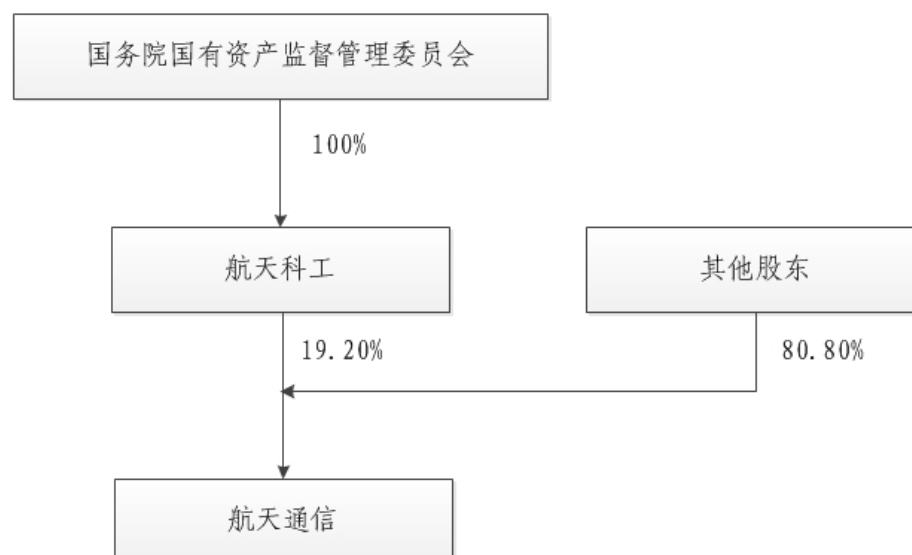 国务院国有资产监督管理委员会
100%
航天科工
其他股东
19.20%
80.80%
航天通信